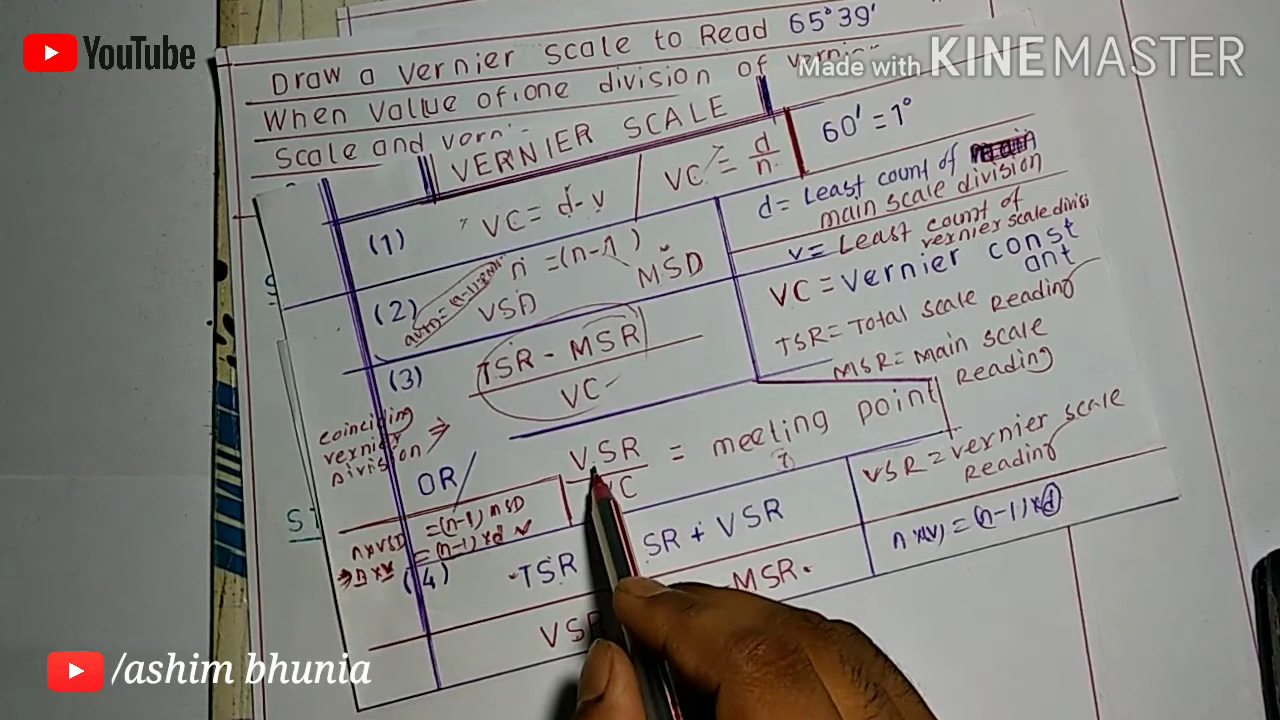 YouTube
Made with KINEMASTER
Draw a vernier scale to Read 65°39'
When value of one division of
scale and
VERNIER SCALE
(1) VC = d-v
VC = d/n
60' = 1°
(2) n VSD = (n-1) MSD
d = Least count of main scale division
v = Least count of vernier scale divisi
VC = Vernier constant
(3) TSR - MSR / VC
TSR = Total scale Reading
MSR = Main scale Reading
coinciding vernier Division ⇒
OR/ VSR / VC = meeting point
VSR = vernier scale Reading
n×VSD = (n-1) MSD
⇒ n×v = (n-1)×d
(4) TSR SR + VSR
n×(v) = (n-1)×d
VSR -MSR
/ashim bhunia